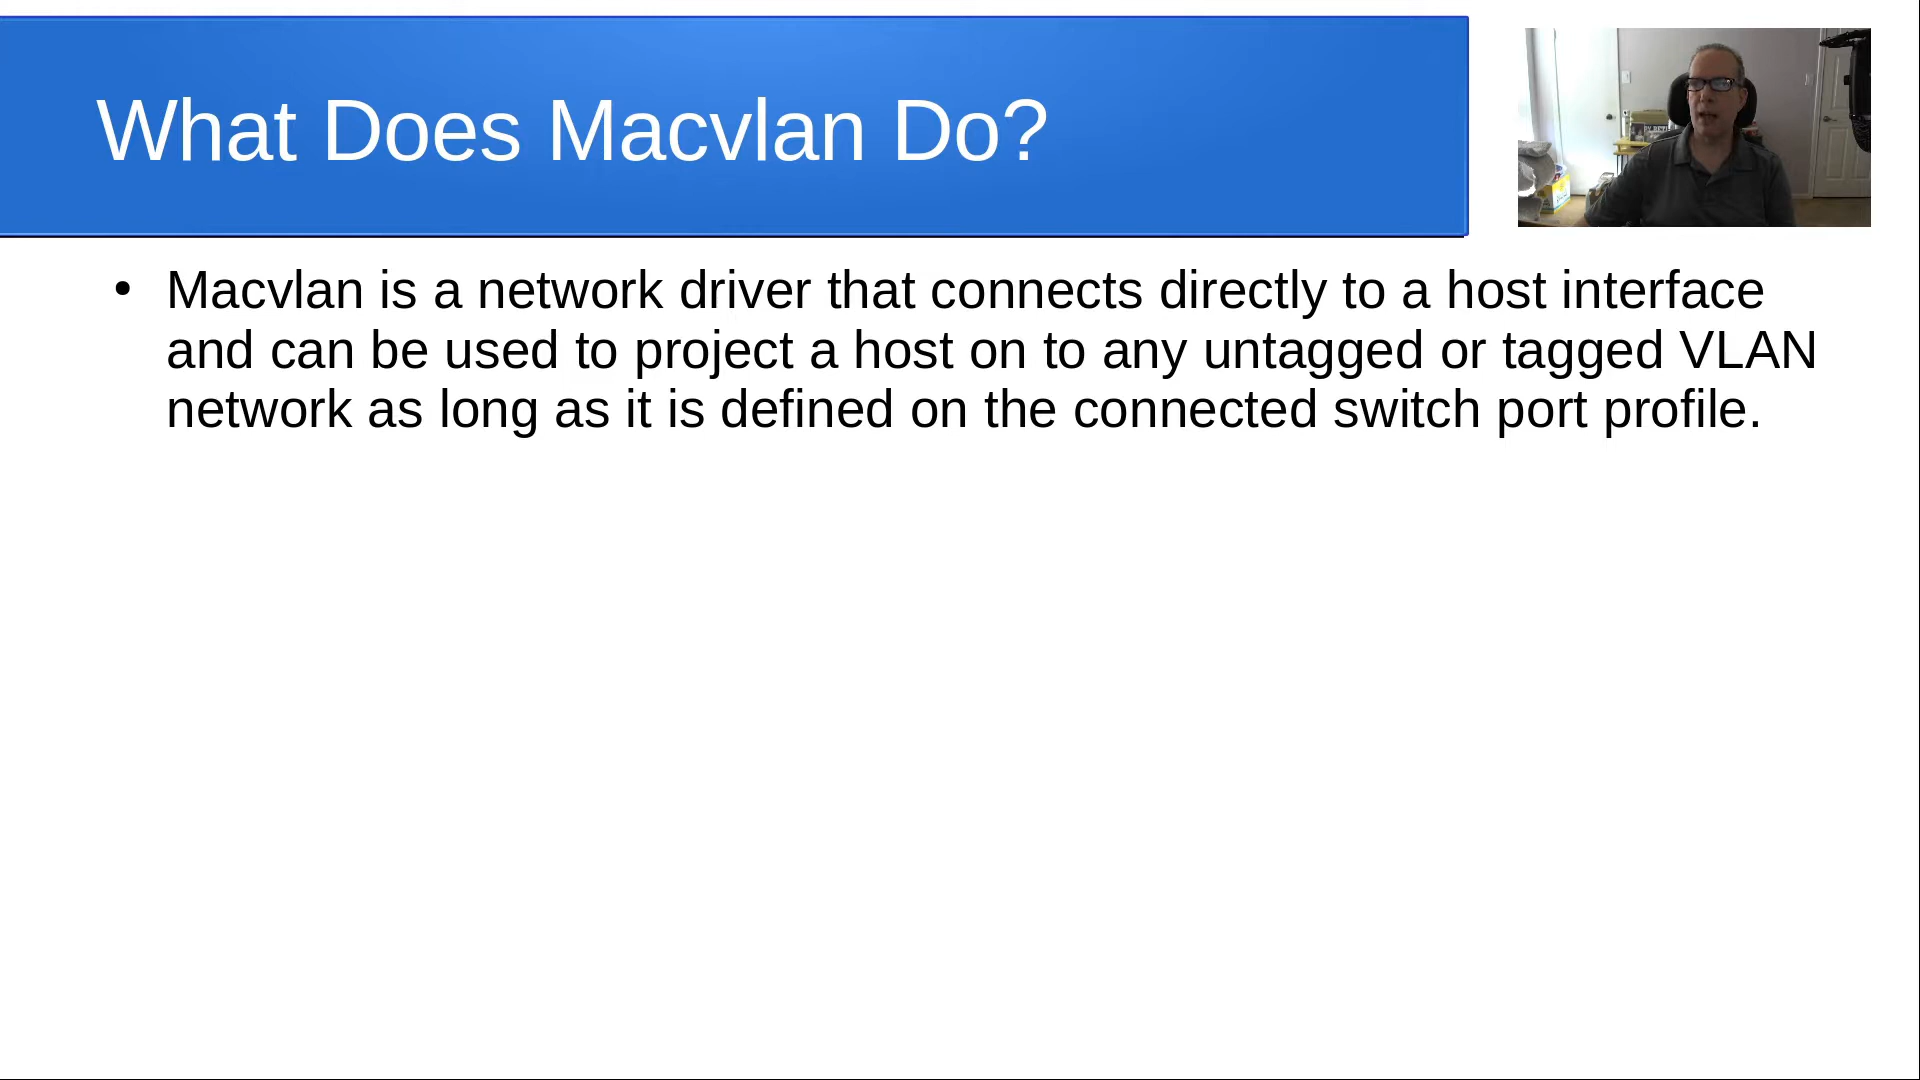 What Does Macvlan Do?
• Macvlan is a network driver that connects directly to a host interface
and can be used to project a host on to any untagged or tagged VLAN
network as long as it is defined on the connected switch port profile.